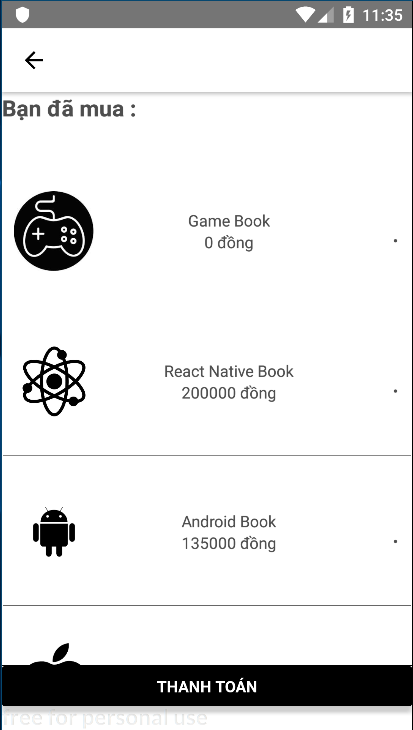 11:35
Bạn đã mua :
Game Book
0 đồng
React Native Book
200000 đồng
Android Book
135000 đồng
THANH TOÁN
free for personal use